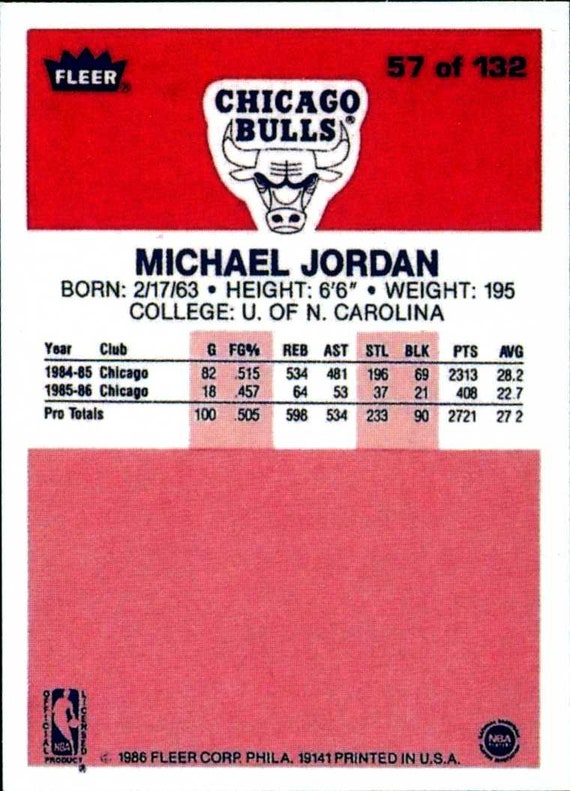 FLEER®
57 of 132
CHICAGO
BULLS®
MICHAEL JORDAN
BORN: 2/17/63 • HEIGHT: 6'6" • WEIGHT: 195
COLLEGE: U. OF N. CAROLINA
Year Club G FG% REB AST STL BLK PTS AVG
1984-85 Chicago 82 .515 534 481 196 69 2313 28.2
1985-86 Chicago 18 .457 64 53 37 21 408 22.7
Pro Totals 100 .505 598 534 233 90 2721 27 2
OFFICIAL
LICENSED
NBA
PRODUCT®
NBA
PLAYERS
© 1986 FLEER CORP. PHILA. 19141 PRINTED IN U.S.A.